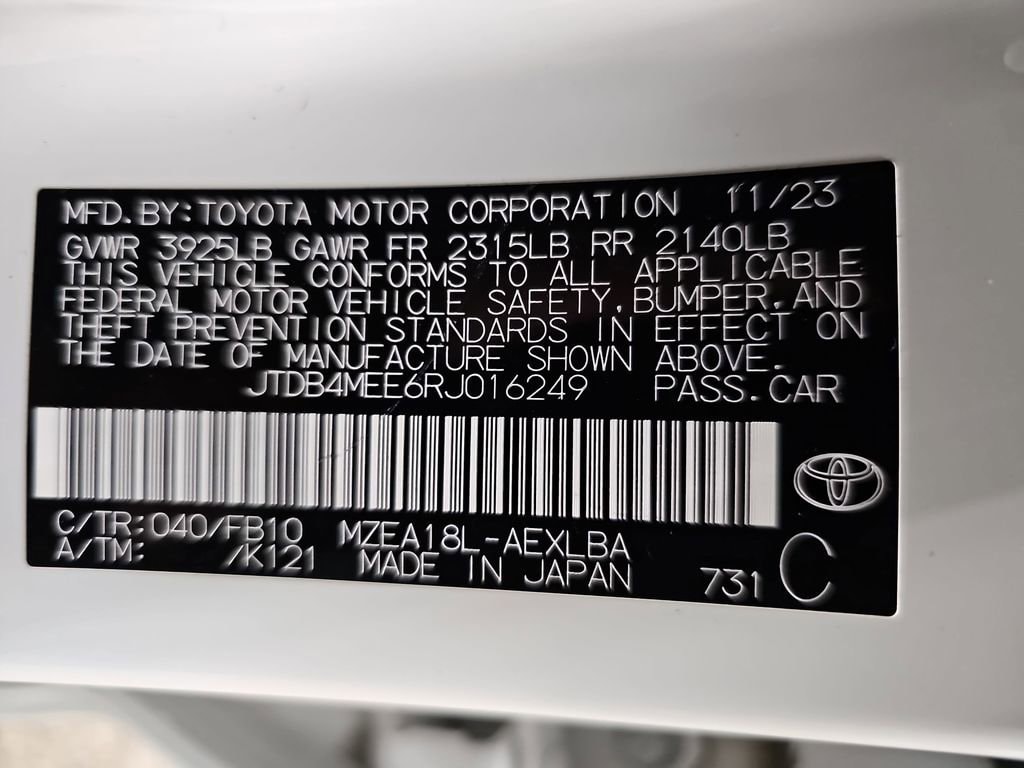 MFD. BY: TOYOTA MOTOR CORPORATION 11/23
GVWR 3925LB GAWR FR 2315LB RR 2140LB
THIS VEHICLE CONFORMS TO ALL APPLICABLE
FEDERAL MOTOR VEHICLE SAFETY, BUMPER, AND
THEFT PREVENTION STANDARDS IN EFFECT ON
THE DATE OF MANUFACTURE SHOWN ABOVE.
JTDB4MEE6RJ016249 PASS. CAR
C/TR: 040/FB10 MZEA18L-AEXLBA
A/TM: /K121 MADE IN JAPAN 731 C